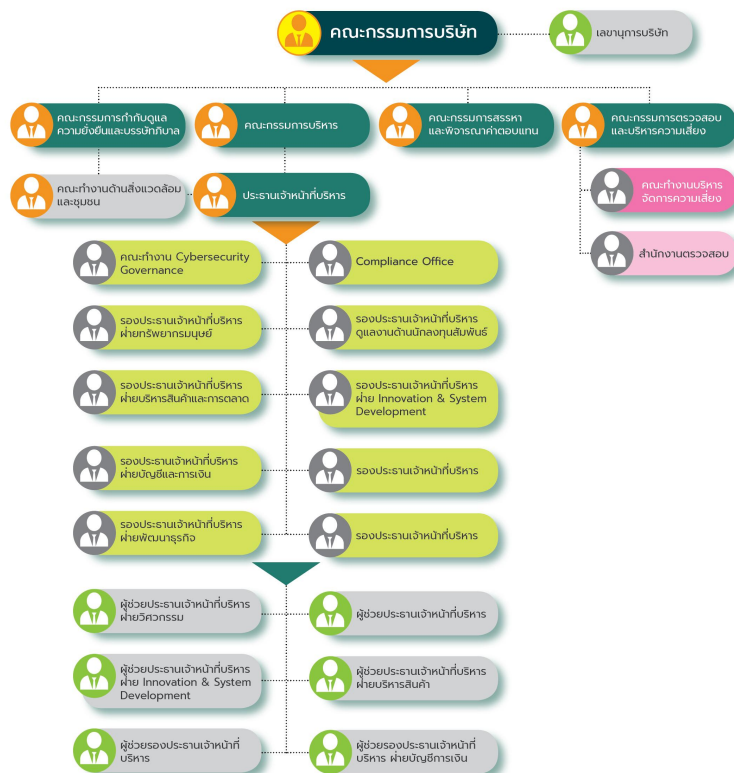 คณะกรรมการบริษัท
เลขานุการบริษัท
คณะกรรมการกำกับดูแล
ความยั่งยืนและบรรษัทภิบาล
คณะกรรมการบริหาร
คณะกรรมการสรรหา
และพิจารณาค่าตอบแทน
คณะกรรมการตรวจสอบ
และบริหารความเสี่ยง
คณะทำงานด้านสิ่งแวดล้อม
และชุมชน
ประธานเจ้าหน้าที่บริหาร
คณะทำงานบริหาร
จัดการความเสี่ยง
สำนักงานตรวจสอบ
คณะทำงาน Cybersecurity
Governance
Compliance Office
รองประธานเจ้าหน้าที่บริหาร
ฝ่ายทรัพยากรมนุษย์
รองประธานเจ้าหน้าที่บริหาร
ดูแลงานด้านนักลงทุนสัมพันธ์
รองประธานเจ้าหน้าที่บริหาร
ฝ่ายบริหารสินค้าและการตลาด
รองประธานเจ้าหน้าที่บริหาร
ฝ่าย Innovation & System
Development
รองประธานเจ้าหน้าที่บริหาร
ฝ่ายบัญชีและการเงิน
รองประธานเจ้าหน้าที่บริหาร
รองประธานเจ้าหน้าที่บริหาร
ฝ่ายพัฒนาธุรกิจ
รองประธานเจ้าหน้าที่บริหาร
ผู้ช่วยประธานเจ้าหน้าที่บริหาร
ฝ่ายวิศวกรรม
ผู้ช่วยประธานเจ้าหน้าที่บริหาร
ผู้ช่วยประธานเจ้าหน้าที่บริหาร
ฝ่าย Innovation & System
Development
ผู้ช่วยประธานเจ้าหน้าที่บริหาร
ฝ่ายบริหารสินค้า
ผู้ช่วยรองประธานเจ้าหน้าที่
บริหาร
ผู้ช่วยรองประธานเจ้าหน้าที่
บริหาร ฝ่ายบัญชีการเงิน